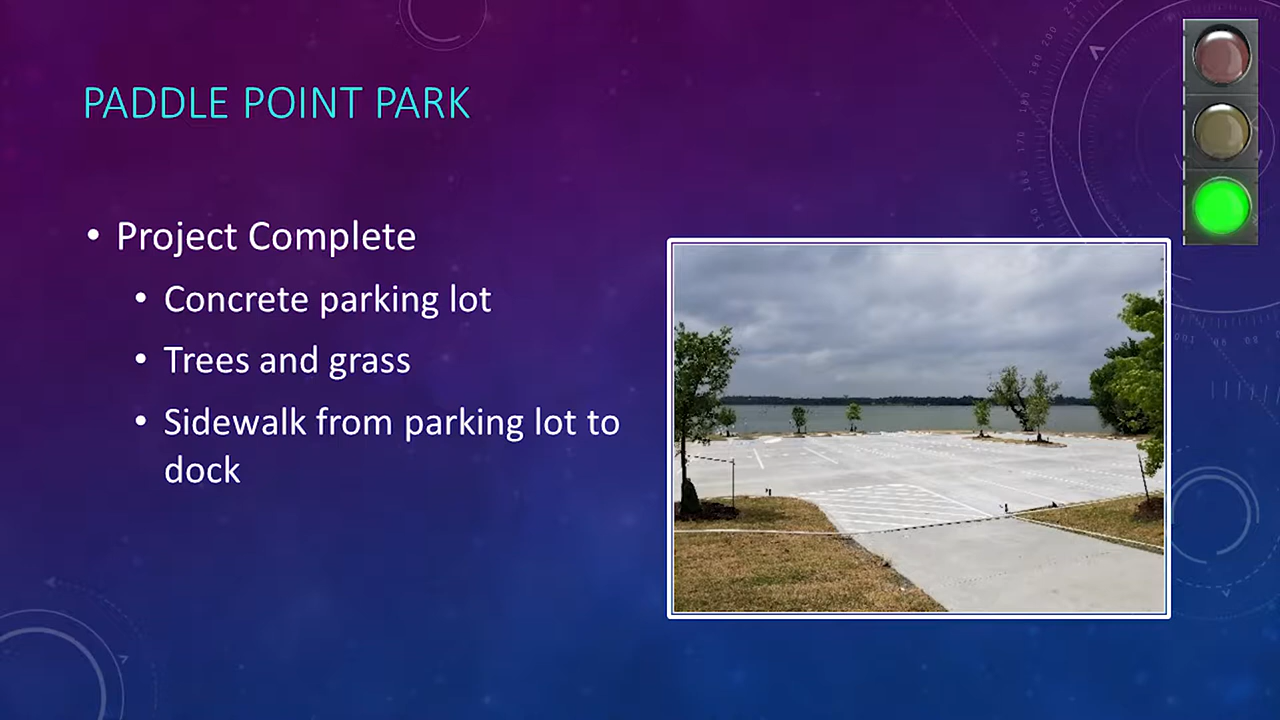 PADDLE POINT PARK
• Project Complete
• Concrete parking lot
• Trees and grass
• Sidewalk from parking lot to
dock